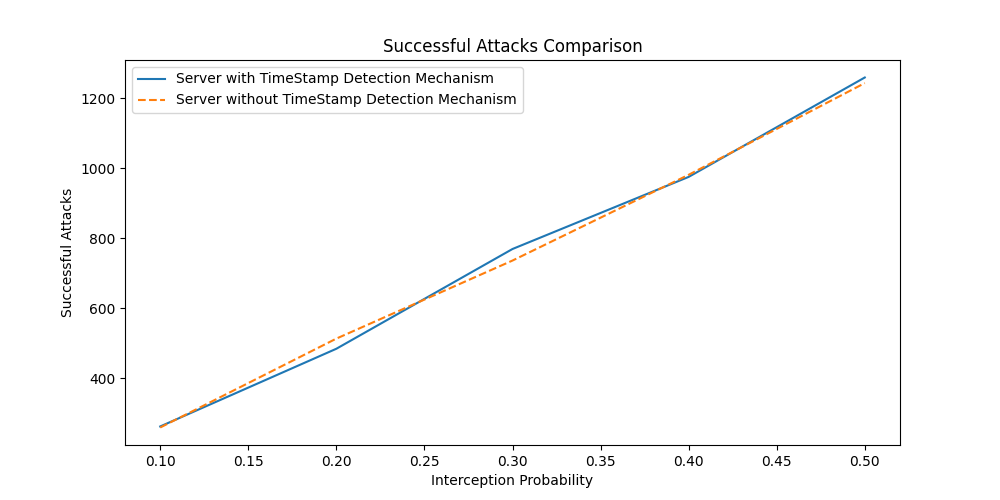 Successful Attacks Comparison
Server with TimeStamp Detection Mechanism
Server without TimeStamp Detection Mechanism
Successful Attacks
1200
1000
800
600
400
0.10 0.15 0.20 0.25 0.30 0.35 0.40 0.45 0.50
Interception Probability